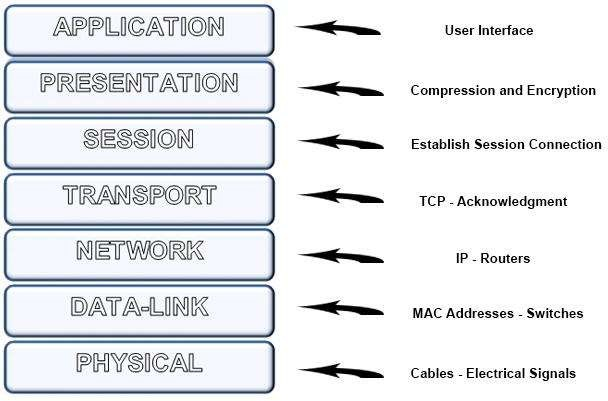 APPLICATION
User Interface
PRESENTATION
Compression and Encryption
SESSION
Establish Session Connection
TRANSPORT
TCP - Acknowledgment
NETWORK
IP - Routers
DATA-LINK
MAC Addresses - Switches
PHYSICAL
Cables - Electrical Signals